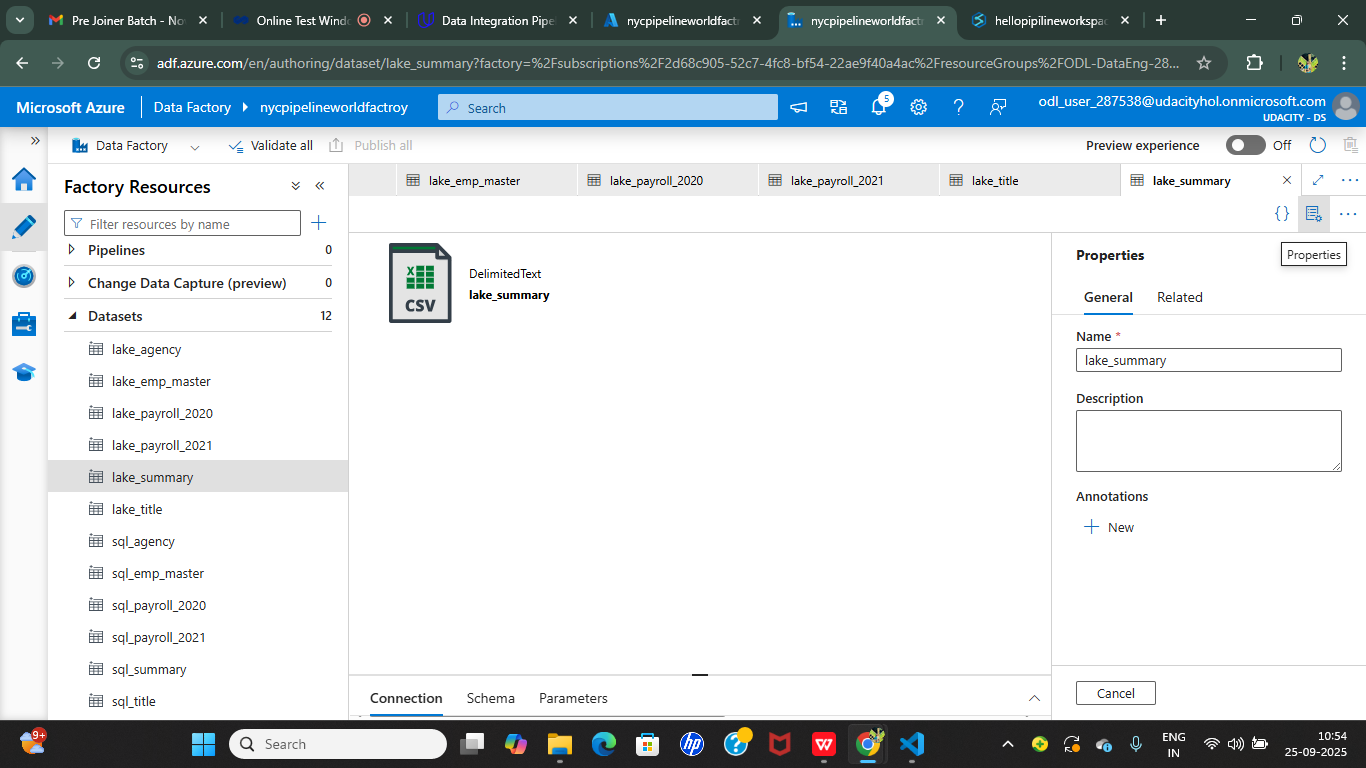 Pre Joiner Batch - No
Online Test Wind
Data Integration Pipe
nycpipelineworldfactr
nycpipelineworldfactr
hellopipilineworkspac
adf.azure.com/en/authoring/dataset/lake_summary?factory=%2Fsubscriptions%2F2d68c905-52c7-4fc8-bf54-22ae9f40a4ac%2FresourceGroups%2FODL-DataEng-28...
Microsoft Azure
Data Factory
nycpipelineworldfactroy
Search
5
odl_user_287538@udacityhol.onmicrosoft.com
UDACITY - DS
Data Factory
Validate all
Publish all
Preview experience
Off
Factory Resources
Filter resources by name
Pipelines 0
Change Data Capture (preview) 0
Datasets 12
lake_agency
lake_emp_master
lake_payroll_2020
lake_payroll_2021
lake_summary
lake_title
sql_agency
sql_emp_master
sql_payroll_2020
sql_payroll_2021
sql_summary
sql_title
lake_emp_master
lake_payroll_2020
lake_payroll_2021
lake_title
lake_summary
{}
CSV
DelimitedText
lake_summary
Properties
Properties
General
Related
Name *
lake_summary
Description
Annotations
New
Cancel
Connection
Schema
Parameters
9+
Search
ENG
IN
10:54
25-09-2025